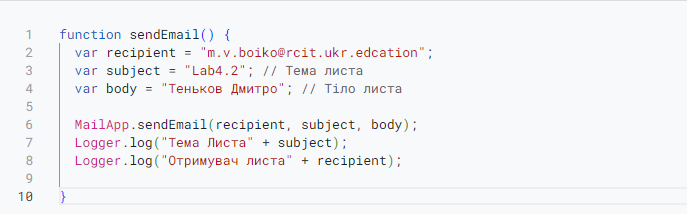 1 function sendEmail() {
2 var recipient = "m.v.boiko@rcit.ukr.edcation";
3 var subject = "Lab4.2"; // Тема листа
4 var body = "Теньков Дмитро"; // Тіло листа
5
6 MailApp.sendEmail(recipient, subject, body);
7 Logger.log("Тема Листа" + subject);
8 Logger.log("Отримувач листа" + recipient);
9
10 }